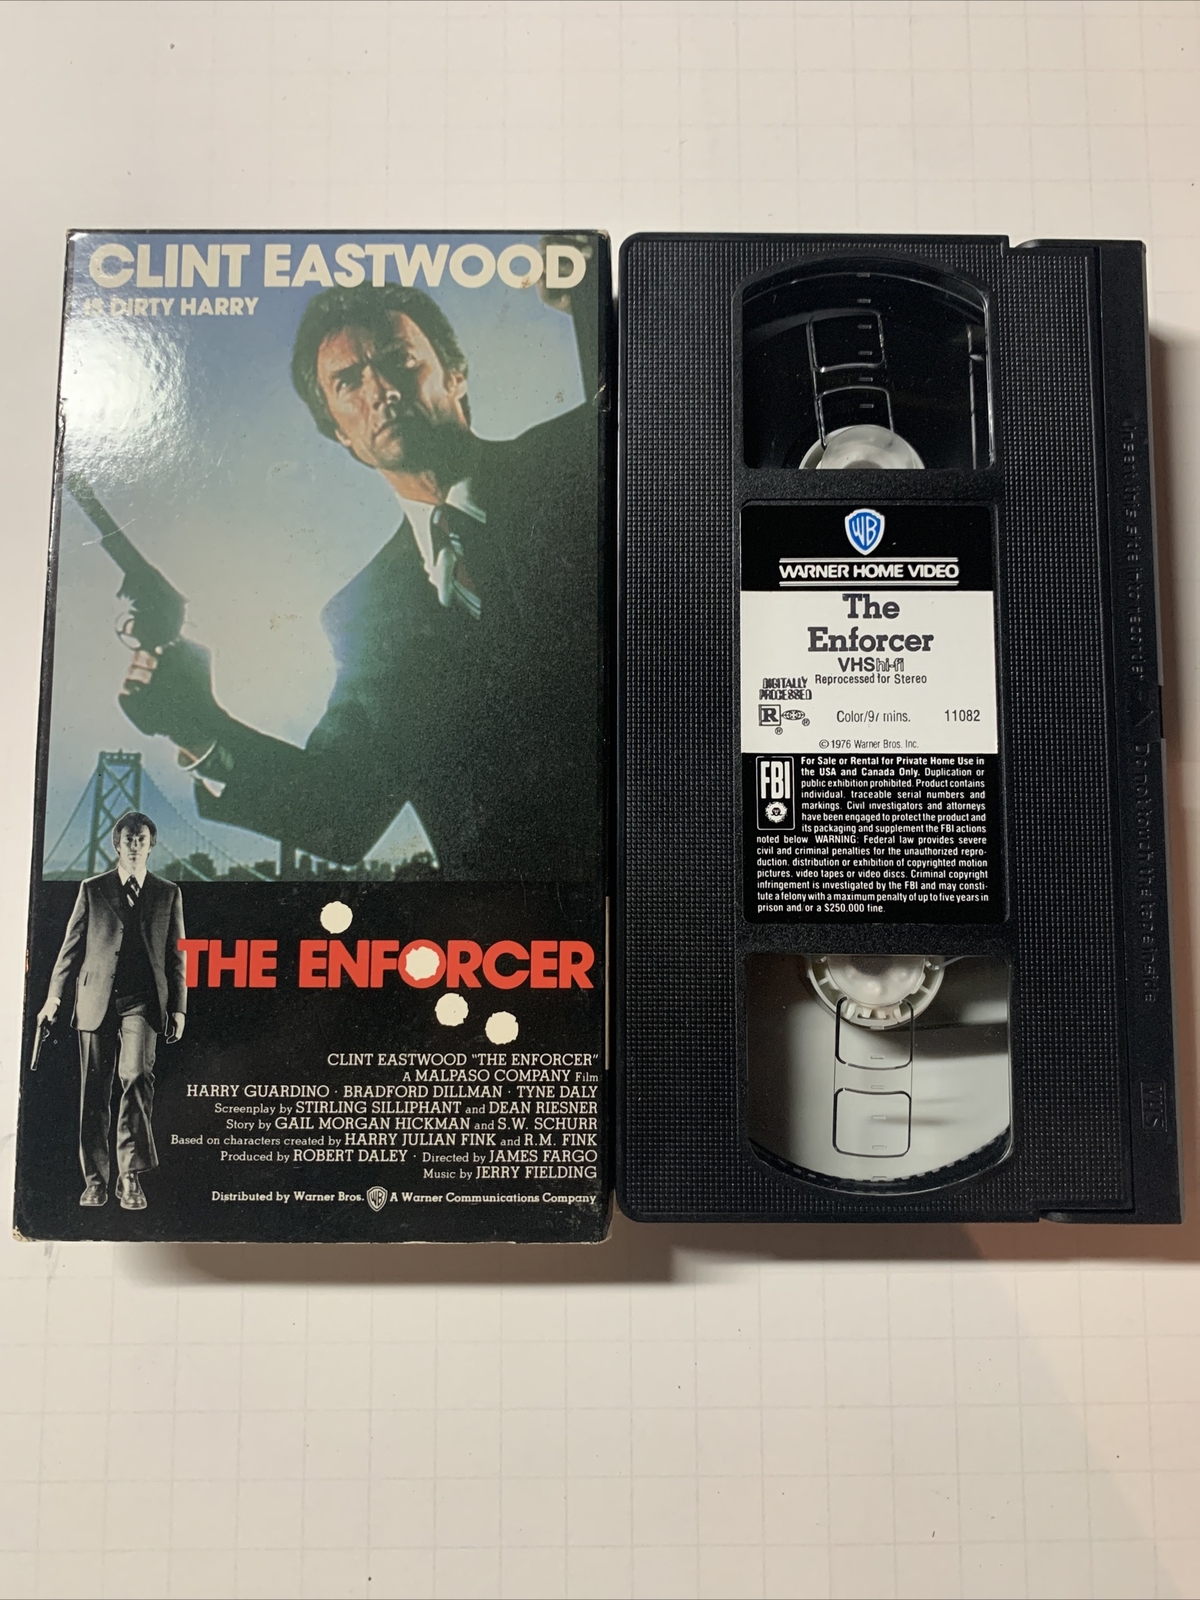 CLINT EASTWOOD
IS DIRTY HARRY
THE ENFORCER
CLINT EASTWOOD "THE ENFORCER"
A MALPASO COMPANY Film
HARRY GUARDINO · BRADFORD DILLMAN · TYNE DALY
Screenplay by STIRLING SILLIPHANT and DEAN RIESNER
Story by GAIL MORGAN HICKMAN and S.W. SCHURR
Based on characters created by HARRY JULIAN FINK and R.M. FINK
Produced by ROBERT DALEY · Directed by JAMES FARGO
Music by JERRY FIELDING
Distributed by Warner Bros. WB A Warner Communications Company
WB
WARNER HOME VIDEO
The
Enforcer
VHS hi-fi
Reprocessed for Stereo
DIGITALLY
PROCESSED
R ® ® Color/97 mins. 11082
© 1976 Warner Bros. Inc.
FBI
For Sale or Rental for Private Home Use in
the USA and Canada Only. Duplication or
public exhibition prohibited. Product contains
individual, traceable serial numbers and
markings. Civil investigators and attorneys
have been engaged to protect the product and
its packaging and supplement the FBI actions
noted below WARNING: Federal law provides severe
civil and criminal penalties for the unauthorized repro-
duction, distribution or exhibition of copyrighted motion
pictures, video tapes or video discs. Criminal copyright
infringement is investigated by the FBI and may consti-
tute a felony with a maximum penalty of up to five years in
prison and/or a $250,000 fine.
Insert this side into recorder
Do not touch the tape inside
VHS